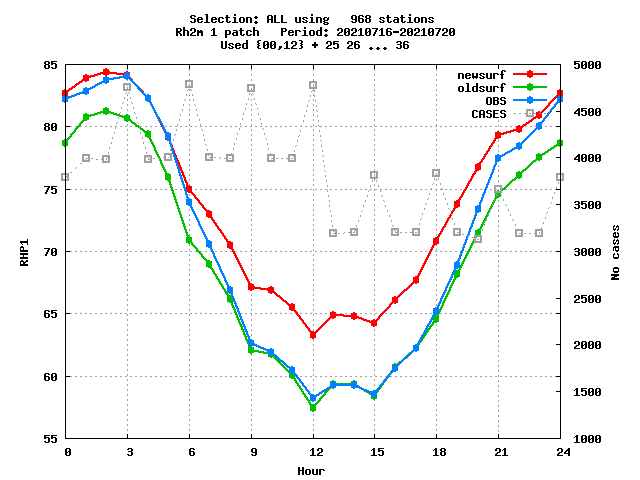 Selection: ALL using   968 stations
Rh2m 1 patch   Period: 20210716-20210720
Used {00,12} + 25 26 ... 36
newsurf
oldsurf
OBS
CASES
85
80
75
70
65
60
55
RHP1
5000
4500
4000
3500
3000
2500
2000
1500
1000
No cases
0 3 6 9 12 15 18 21 24
Hour